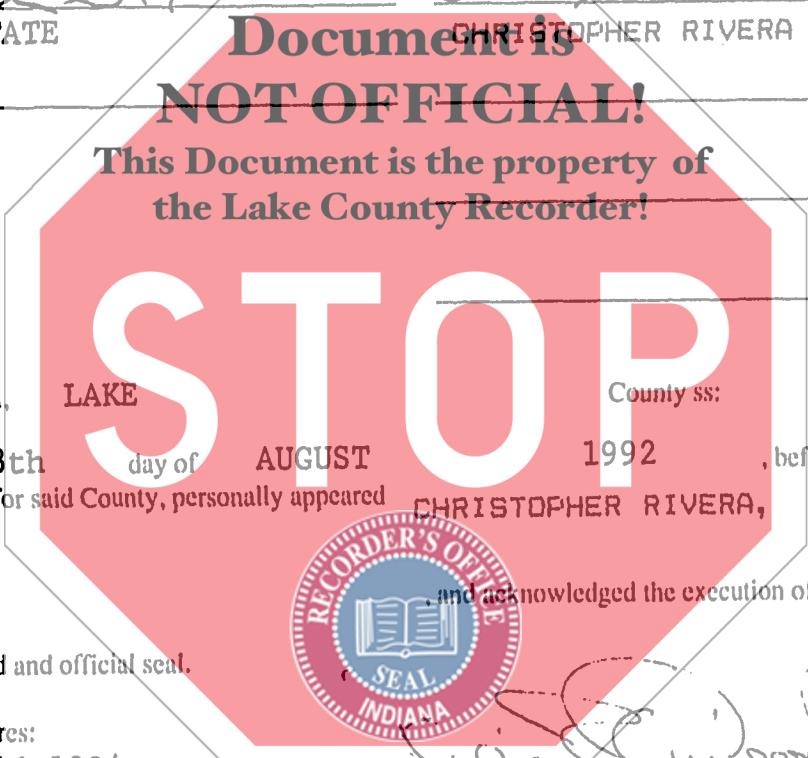 ATE CHRISTOPHER RIVERA
Document is
NOT OFFICIAL!
This Document is the property of
the Lake County Recorder!
STOP
LAKE County ss:
th day of AUGUST 1992 , bef
or said County, personally appeared CHRISTOPHER RIVERA,
, and acknowledged the execution of
d and official seal.
RECORDER'S OFFICE
SEAL
INDIANA
res: